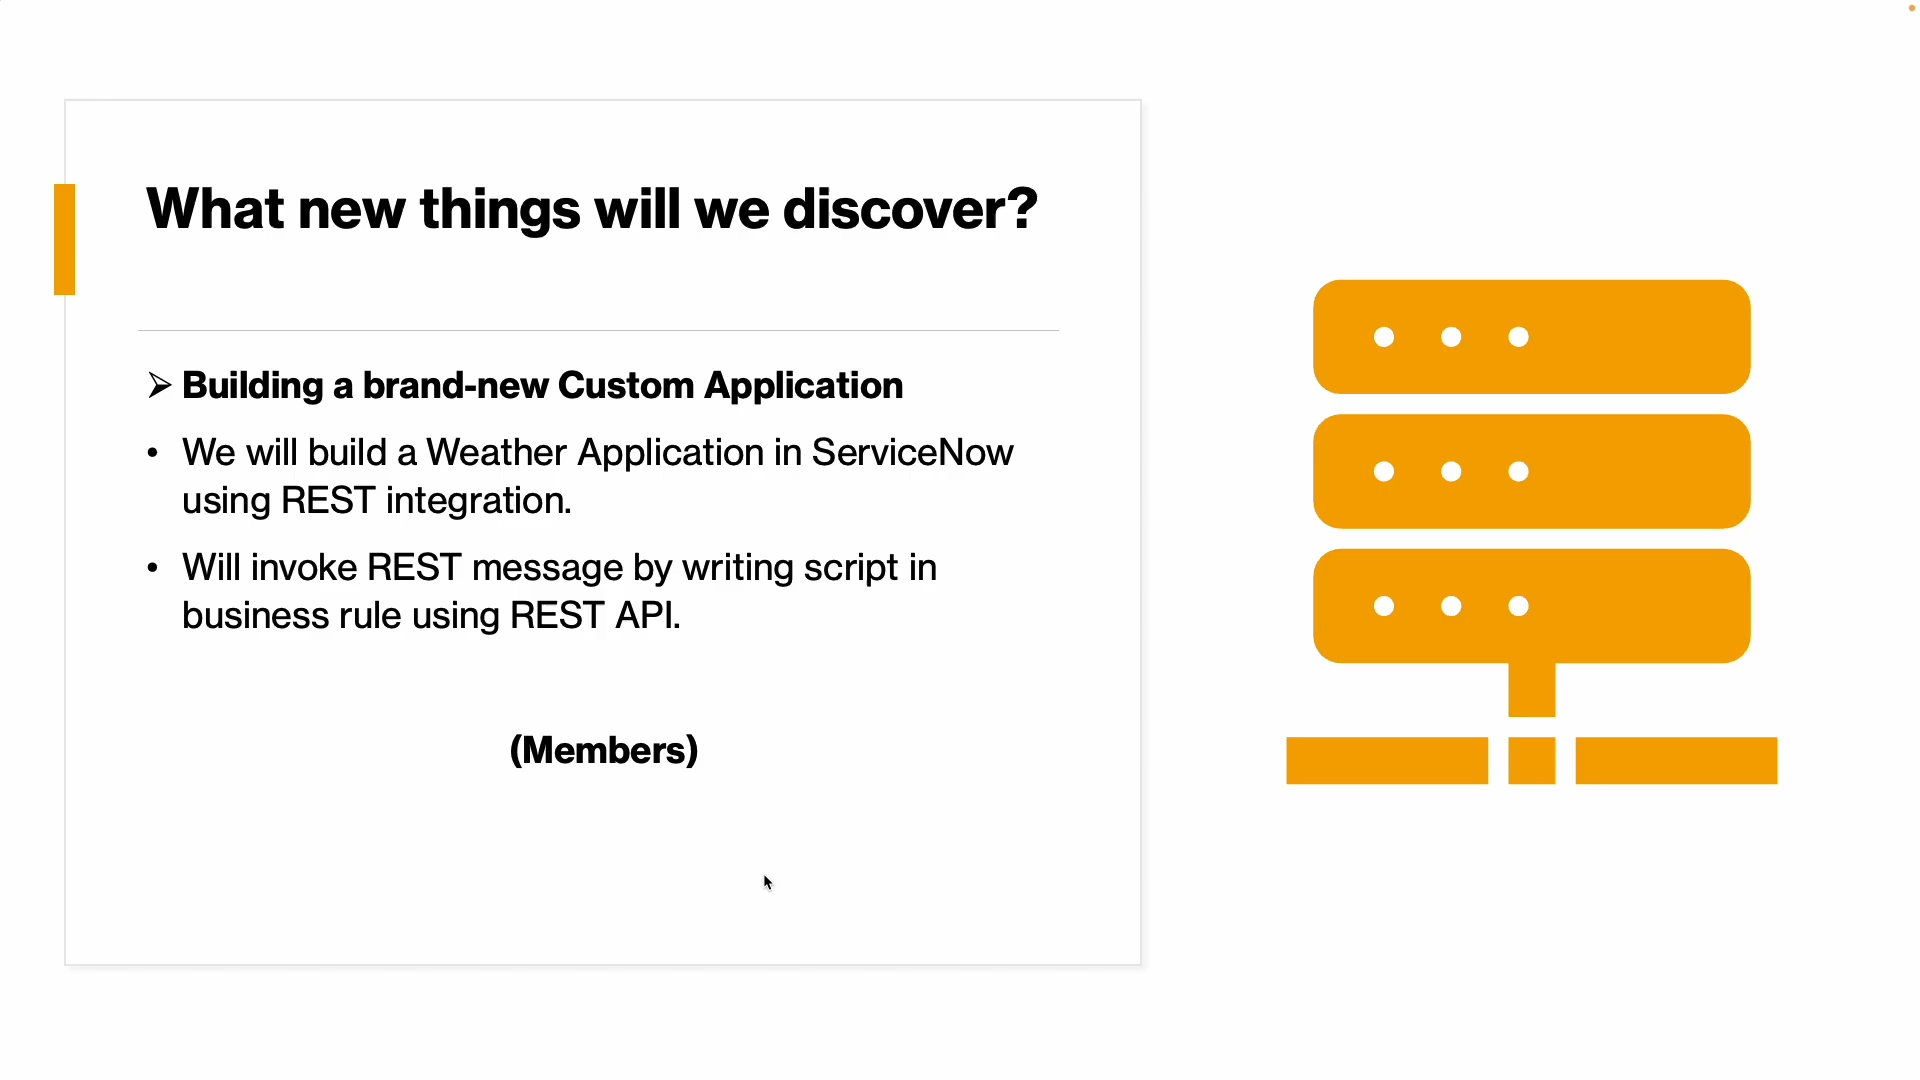 What new things will we discover?
➢ Building a brand-new Custom Application
• We will build a Weather Application in ServiceNow
using REST integration.
• Will invoke REST message by writing script in
business rule using REST API.
(Members)